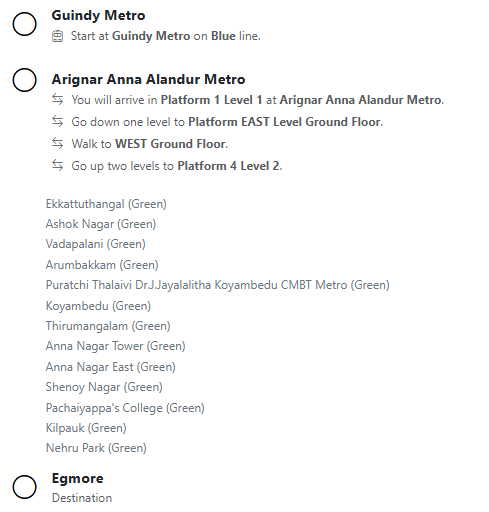 Guindy Metro
Start at Guindy Metro on Blue line.
Arignar Anna Alandur Metro
You will arrive in Platform 1 Level 1 at Arignar Anna Alandur Metro.
Go down one level to Platform EAST Level Ground Floor.
Walk to WEST Ground Floor.
Go up two levels to Platform 4 Level 2.
Ekkattuthangal (Green)
Ashok Nagar (Green)
Vadapalani (Green)
Arumbakkam (Green)
Puratchi Thalaivi Dr.J.Jayalalitha Koyambedu CMBT Metro (Green)
Koyambedu (Green)
Thirumangalam (Green)
Anna Nagar Tower (Green)
Anna Nagar East (Green)
Shenoy Nagar (Green)
Pachaiyappa's College (Green)
Kilpauk (Green)
Nehru Park (Green)
Egmore
Destination